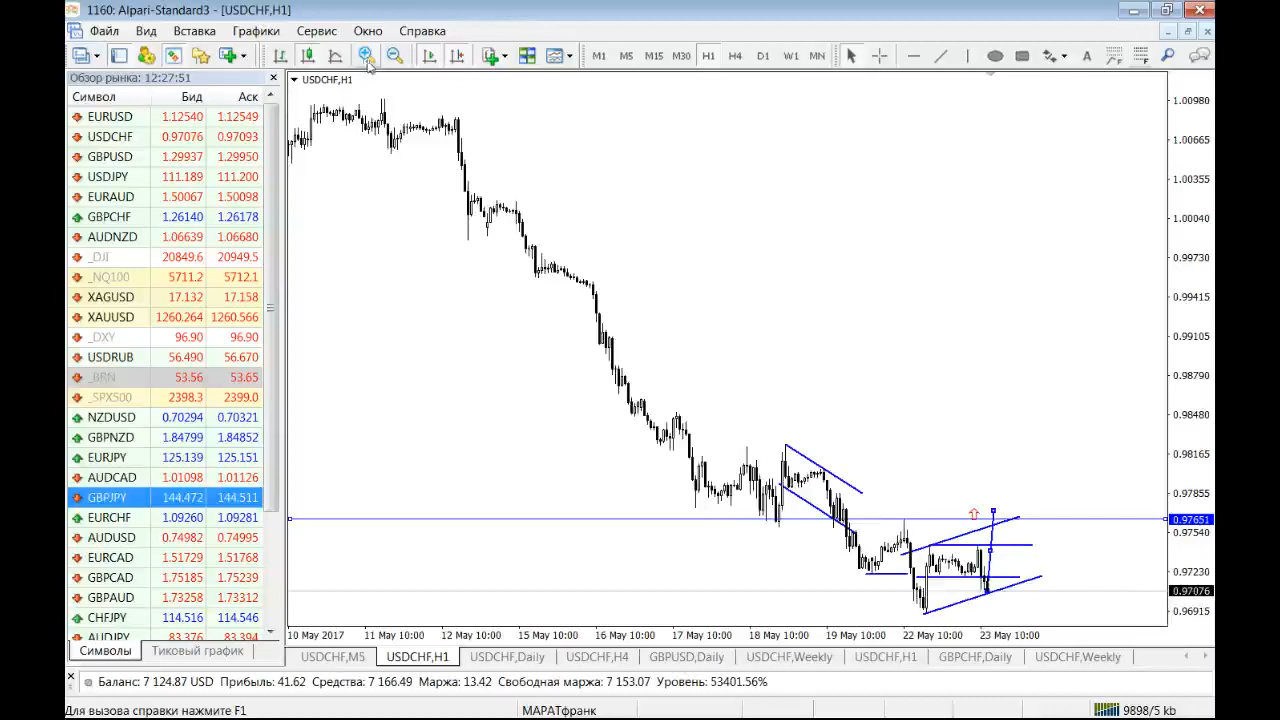 1160: Alpari-Standard3 - [USDCHF,H1]
Файл Вид Вставка Графики Сервис Окно Справка
M1 M5 M15 M30 H1 H4 D1 W1 MN A
Обзор рынка: 12:27:51
Символ Бид Аск
EURUSD 1.12540 1.12549
USDCHF 0.97076 0.97093
GBPUSD 1.29937 1.29950
USDJPY 111.189 111.200
EURAUD 1.50067 1.50098
GBPCHF 1.26140 1.26178
AUDNZD 1.06639 1.06680
_DJI 20849.6 20949.5
_NQ100 5711.2 5712.1
XAGUSD 17.132 17.158
XAUUSD 1260.264 1260.566
_DXY 96.90 96.90
USDRUB 56.490 56.670
_BRN 53.56 53.65
_SPX500 2398.3 2399.0
NZDUSD 0.70294 0.70321
GBPNZD 1.84799 1.84852
EURJPY 125.139 125.151
AUDCAD 1.01098 1.01126
GBPJPY 144.472 144.511
EURCHF 1.09260 1.09281
AUDUSD 0.74982 0.74995
EURCAD 1.51729 1.51768
GBPCAD 1.75185 1.75239
GBPAUD 1.73258 1.73312
CHFJPY 114.516 114.546
AUDJPY 83.376 83.394
Символы Тиковый график
USDCHF,H1
1.00980
1.00665
1.00355
1.00040
0.99730
0.99415
0.99105
0.98790
0.98480
0.98165
0.97855
0.97651
0.97540
0.97230
0.97076
0.96915
10 May 2017 11 May 10:00 12 May 10:00 15 May 10:00 16 May 10:00 17 May 10:00 18 May 10:00 19 May 10:00 22 May 10:00 23 May 10:00
USDCHF,M5 USDCHF,H1 USDCHF,Daily USDCHF,H4 GBPUSD,Daily USDCHF,Weekly USDCHF,H1 GBPCHF,Daily USDCHF,Weekly
Баланс: 7 124.87 USD Прибыль: 41.62 Средства: 7 166.49 Маржа: 13.42 Свободная маржа: 7 153.07 Уровень: 53401.56%
Для вызова справки нажмите F1 МАРАТфранк 9898/5 kb